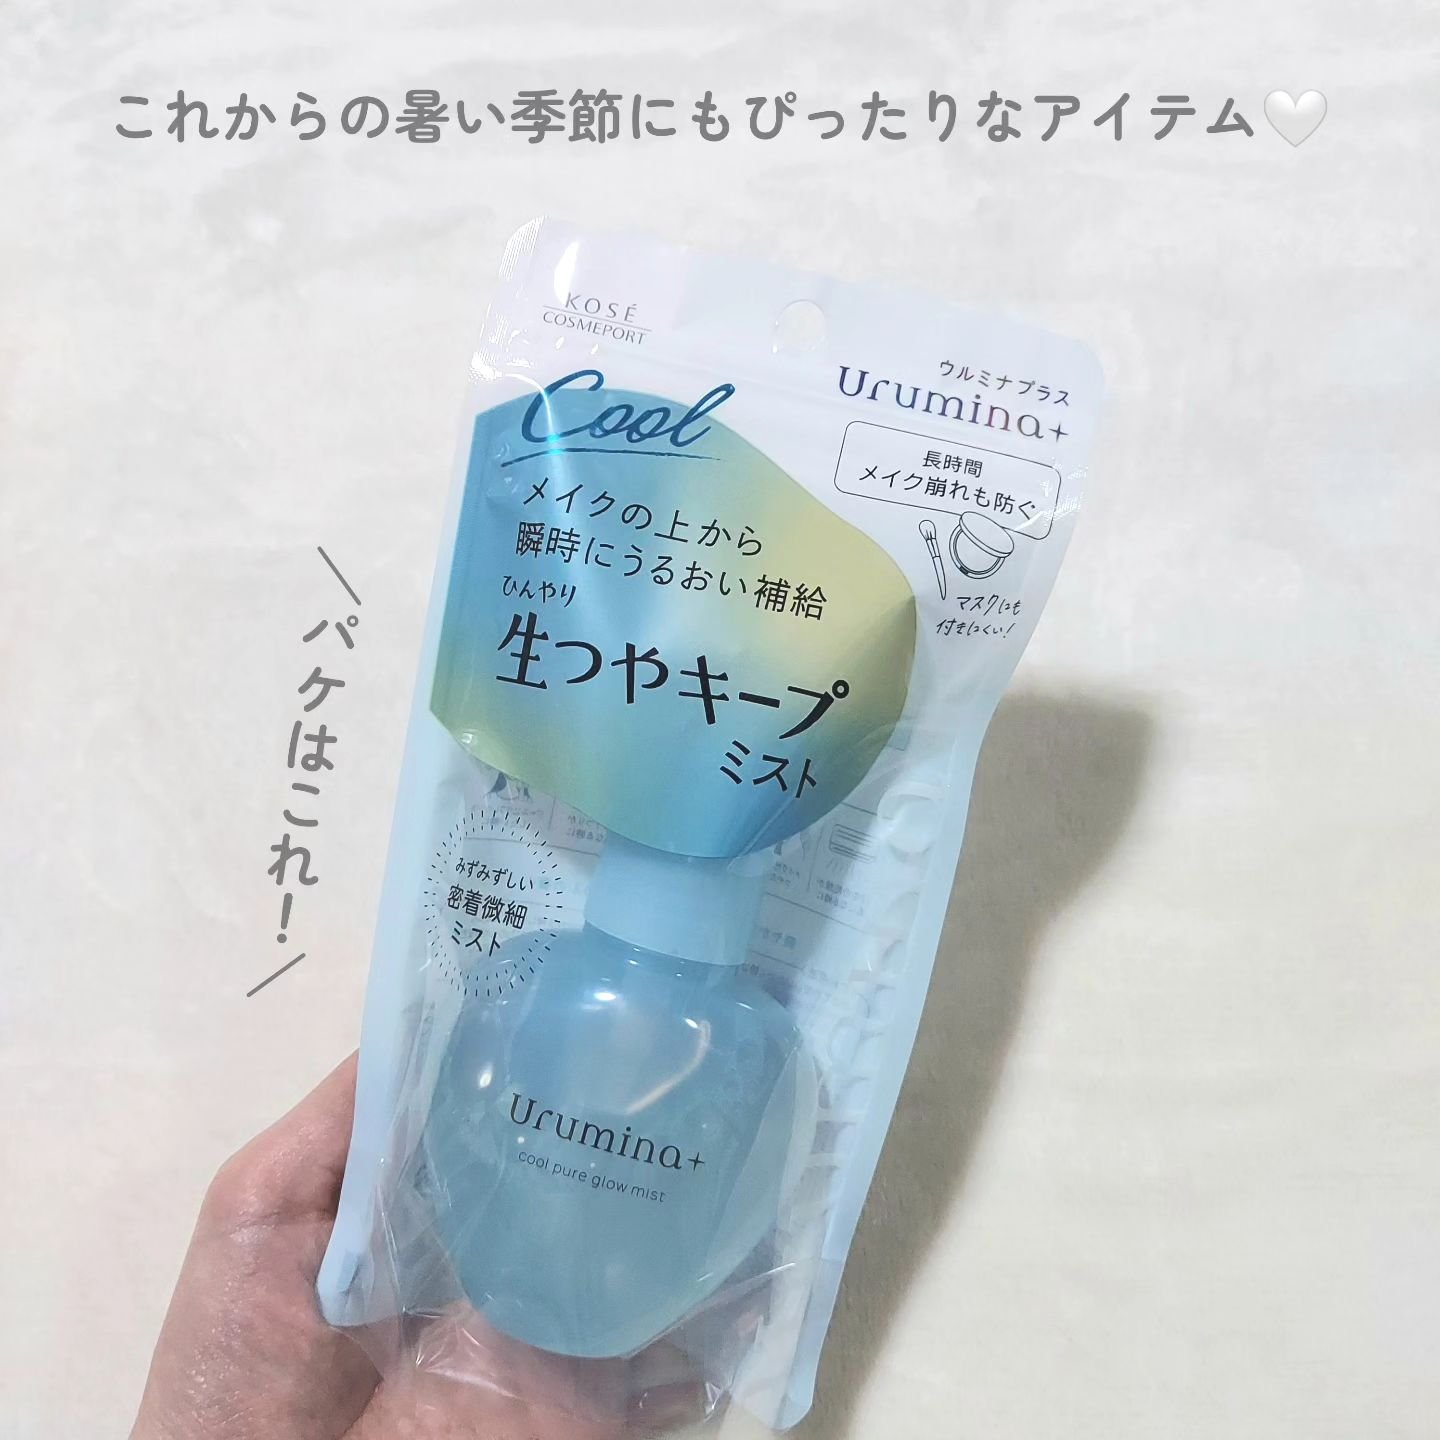 これからの暑い季節にもぴったりなアイテム🤍
KOSÉ
COSMEPORT
ウルミナプラス
Urumina+
Cool
長時間
メイク崩れも防ぐ
メイクの上から
瞬時にうるおい補給
ひんやり
生つやキープ
ミスト
マスクにも
付きにくい!
\パケはこれ!/
みずみずしい
密着微細
ミスト
Urumina+
cool pure glow mist